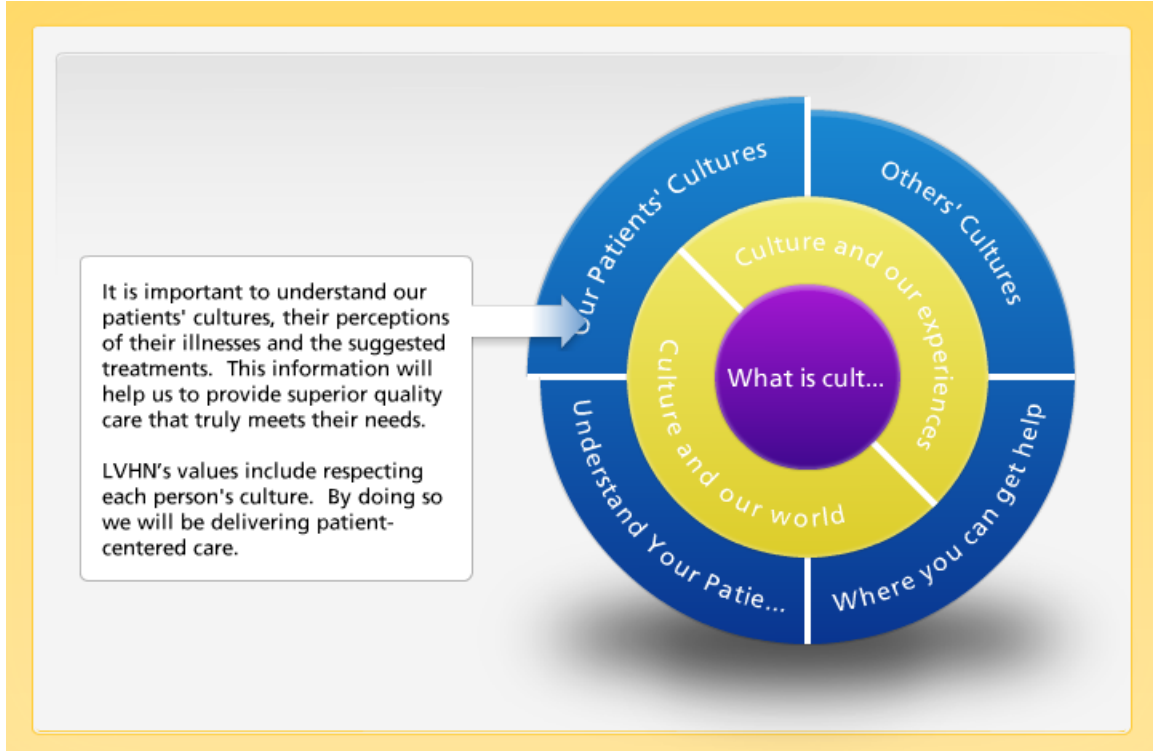 It is important to understand our
patients' cultures, their perceptions
of their illnesses and the suggested
treatments.  This information will
help us to provide superior quality
care that truly meets their needs.
LVHN’s values include respecting
each person's culture.  By doing so
we will be delivering patient-
centered care.
Our Patients' Cultures
Others' Cultures
Culture and our experiences
What is cult...
Culture and our world
Understand Your Patie...
Where you can get help